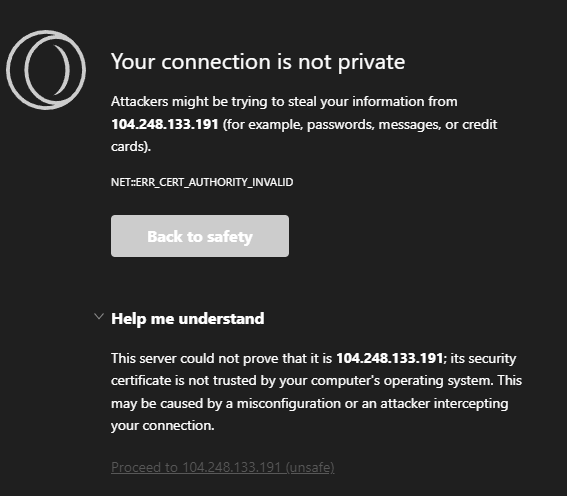 Your connection is not private
Attackers might be trying to steal your information from
104.248.133.191 (for example, passwords, messages, or credit
cards).
NET::ERR_CERT_AUTHORITY_INVALID
Back to safety
Help me understand
This server could not prove that it is 104.248.133.191; its security
certificate is not trusted by your computer's operating system. This
may be caused by a misconfiguration or an attacker intercepting
your connection.
Proceed to 104.248.133.191 (unsafe)